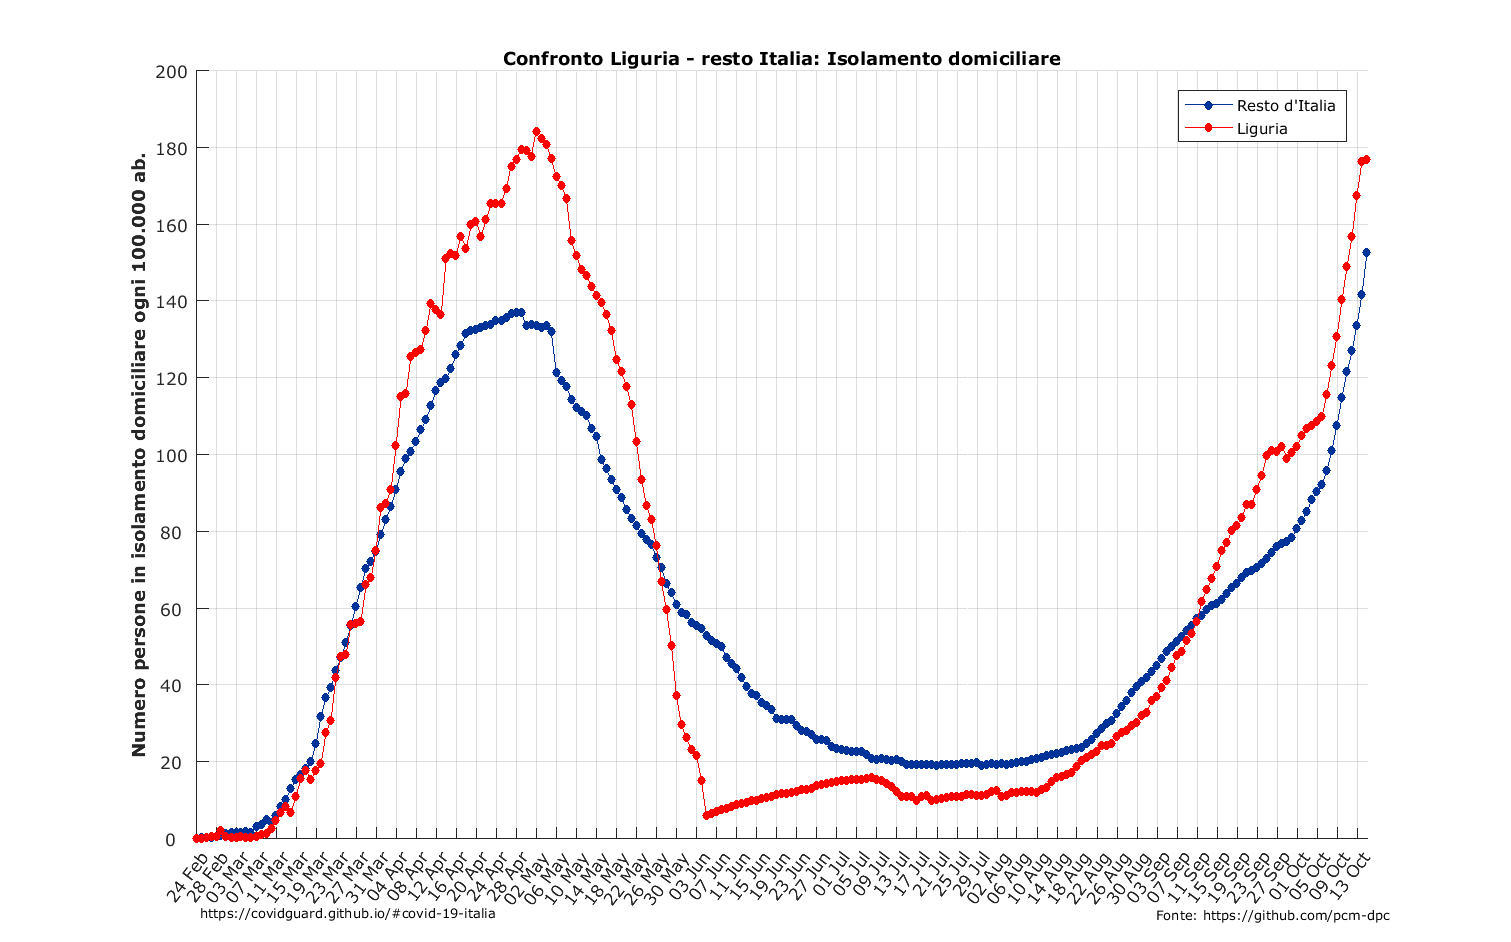 Confronto Liguria - resto Italia: Isolamento domiciliare
Numero persone in isolamento domiciliare ogni 100.000 ab.
200
180
160
140
120
100
80
60
40
20
0
Resto d'Italia
Liguria
24 Feb
28 Feb
03 Mar
07 Mar
11 Mar
15 Mar
19 Mar
23 Mar
27 Mar
31 Mar
04 Apr
08 Apr
12 Apr
16 Apr
20 Apr
24 Apr
28 Apr
02 May
06 May
10 May
14 May
18 May
22 May
26 May
30 May
03 Jun
07 Jun
11 Jun
15 Jun
19 Jun
23 Jun
27 Jun
01 Jul
05 Jul
09 Jul
13 Jul
17 Jul
21 Jul
25 Jul
29 Jul
02 Aug
06 Aug
10 Aug
14 Aug
18 Aug
22 Aug
26 Aug
30 Aug
03 Sep
07 Sep
11 Sep
15 Sep
19 Sep
23 Sep
27 Sep
01 Oct
05 Oct
09 Oct
13 Oct
https://covidguard.github.io/#covid-19-italia
Fonte: https://github.com/pcm-dpc